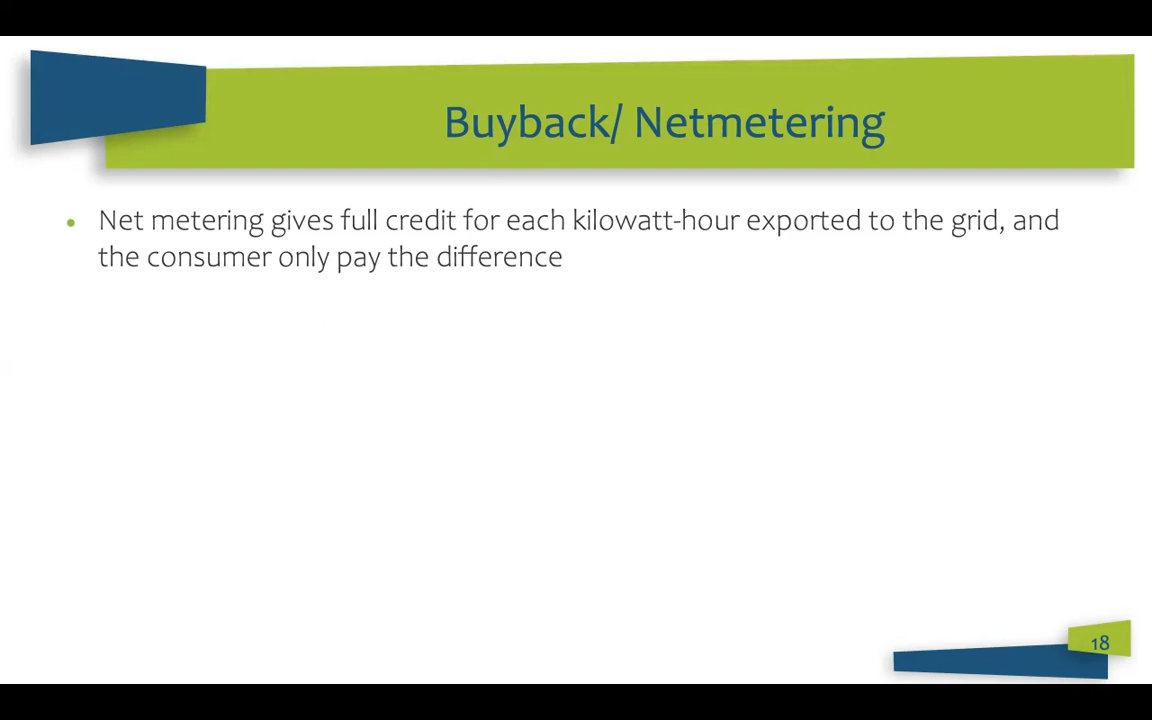 Buyback/ Netmetering
• Net metering gives full credit for each kilowatt-hour exported to the grid, and
the consumer only pay the difference
18